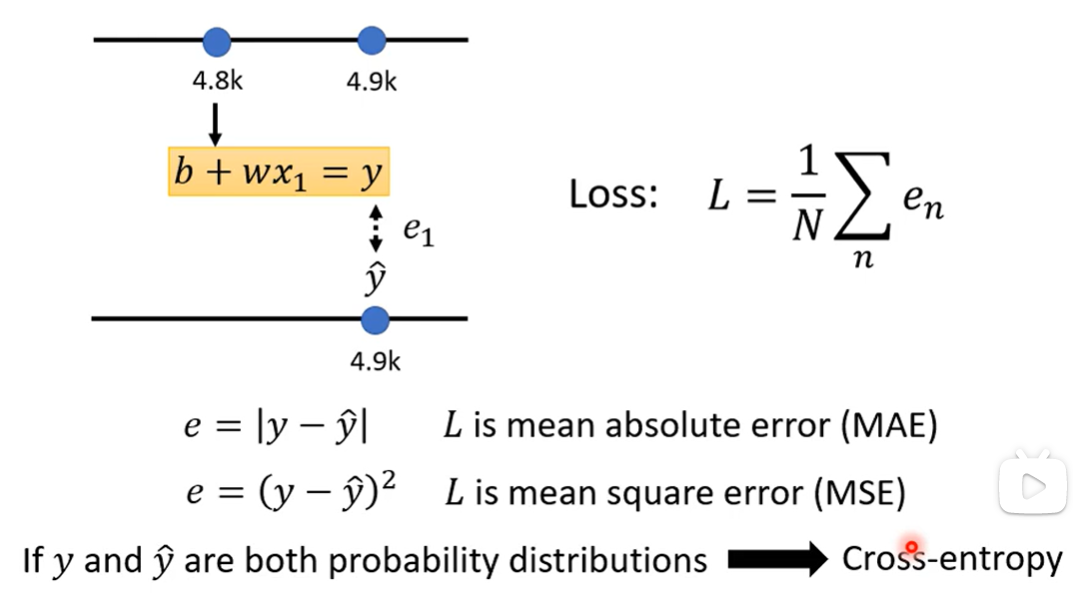 4.8k 4.9k
b + wx₁ = y
Loss: L = 1/N ∑ₙ eₙ
e₁
ŷ
4.9k
e = |y − ŷ| L is mean absolute error (MAE)
e = (y − ŷ)² L is mean square error (MSE)
If y and ŷ are both probability distributions Cross-entropy